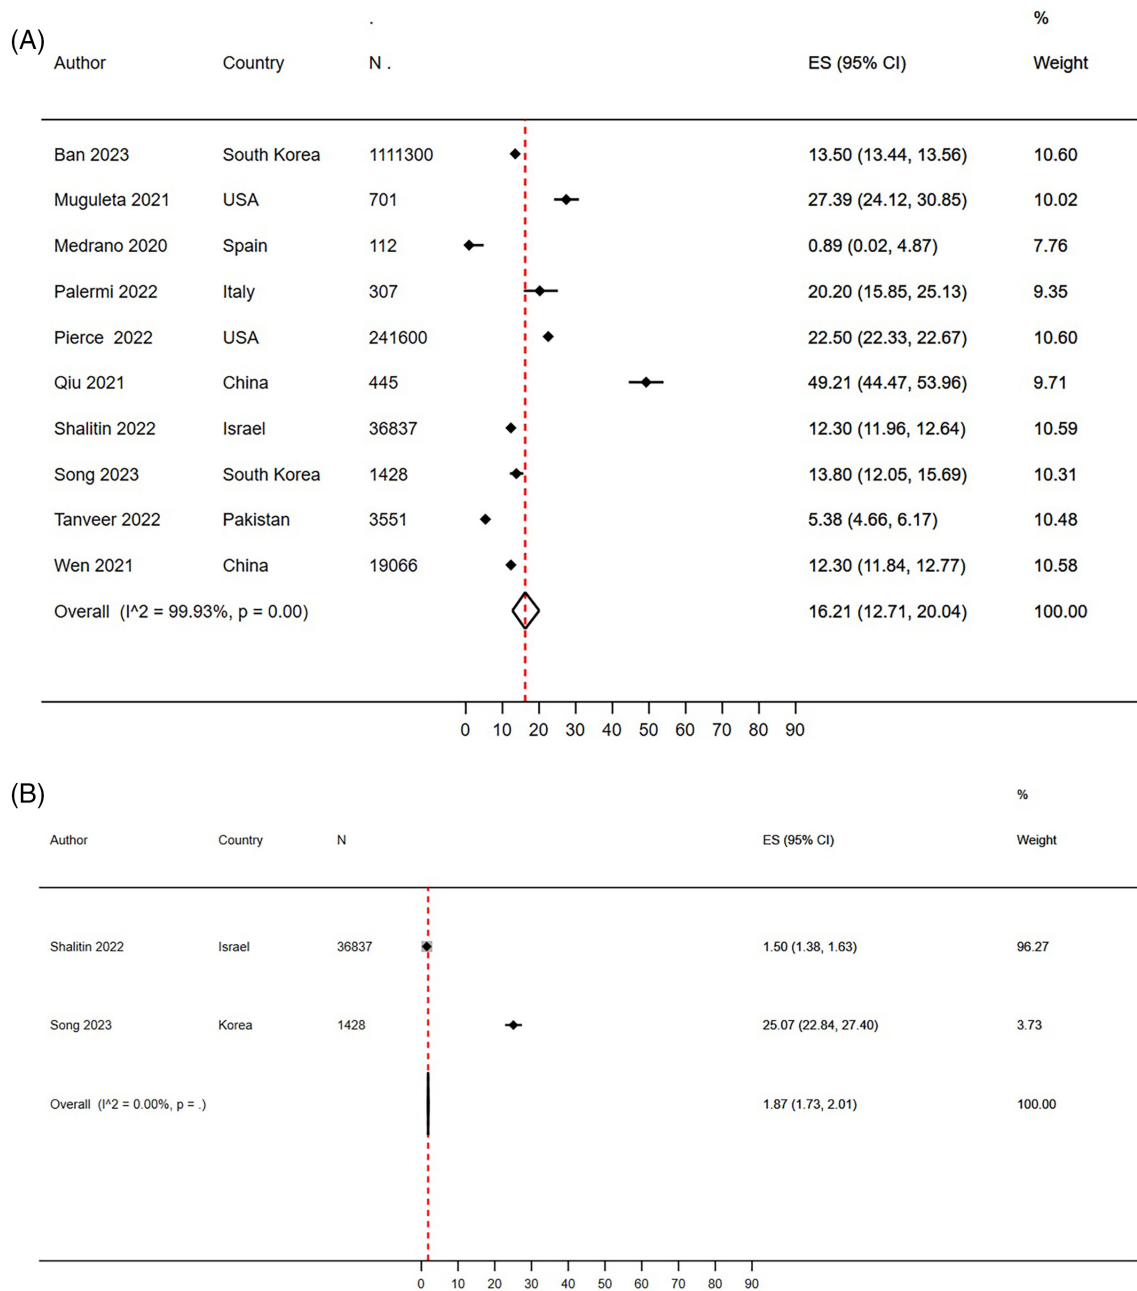 (A)
. %
Author Country N . ES (95% CI) Weight
Ban 2023 South Korea 1111300 13.50 (13.44, 13.56) 10.60
Muguleta 2021 USA 701 27.39 (24.12, 30.85) 10.02
Medrano 2020 Spain 112 0.89 (0.02, 4.87) 7.76
Palermi 2022 Italy 307 20.20 (15.85, 25.13) 9.35
Pierce 2022 USA 241600 22.50 (22.33, 22.67) 10.60
Qiu 2021 China 445 49.21 (44.47, 53.96) 9.71
Shalitin 2022 Israel 36837 12.30 (11.96, 12.64) 10.59
Song 2023 South Korea 1428 13.80 (12.05, 15.69) 10.31
Tanveer 2022 Pakistan 3551 5.38 (4.66, 6.17) 10.48
Wen 2021 China 19066 12.30 (11.84, 12.77) 10.58
Overall (I^2 = 99.93%, p = 0.00) 16.21 (12.71, 20.04) 100.00
0 10 20 30 40 50 60 70 80 90
(B)
%
Author Country N ES (95% CI) Weight
Shalitin 2022 Israel 36837 1.50 (1.38, 1.63) 96.27
Song 2023 Korea 1428 25.07 (22.84, 27.40) 3.73
Overall (I^2 = 0.00%, p = .) 1.87 (1.73, 2.01) 100.00
0 10 20 30 40 50 60 70 80 90